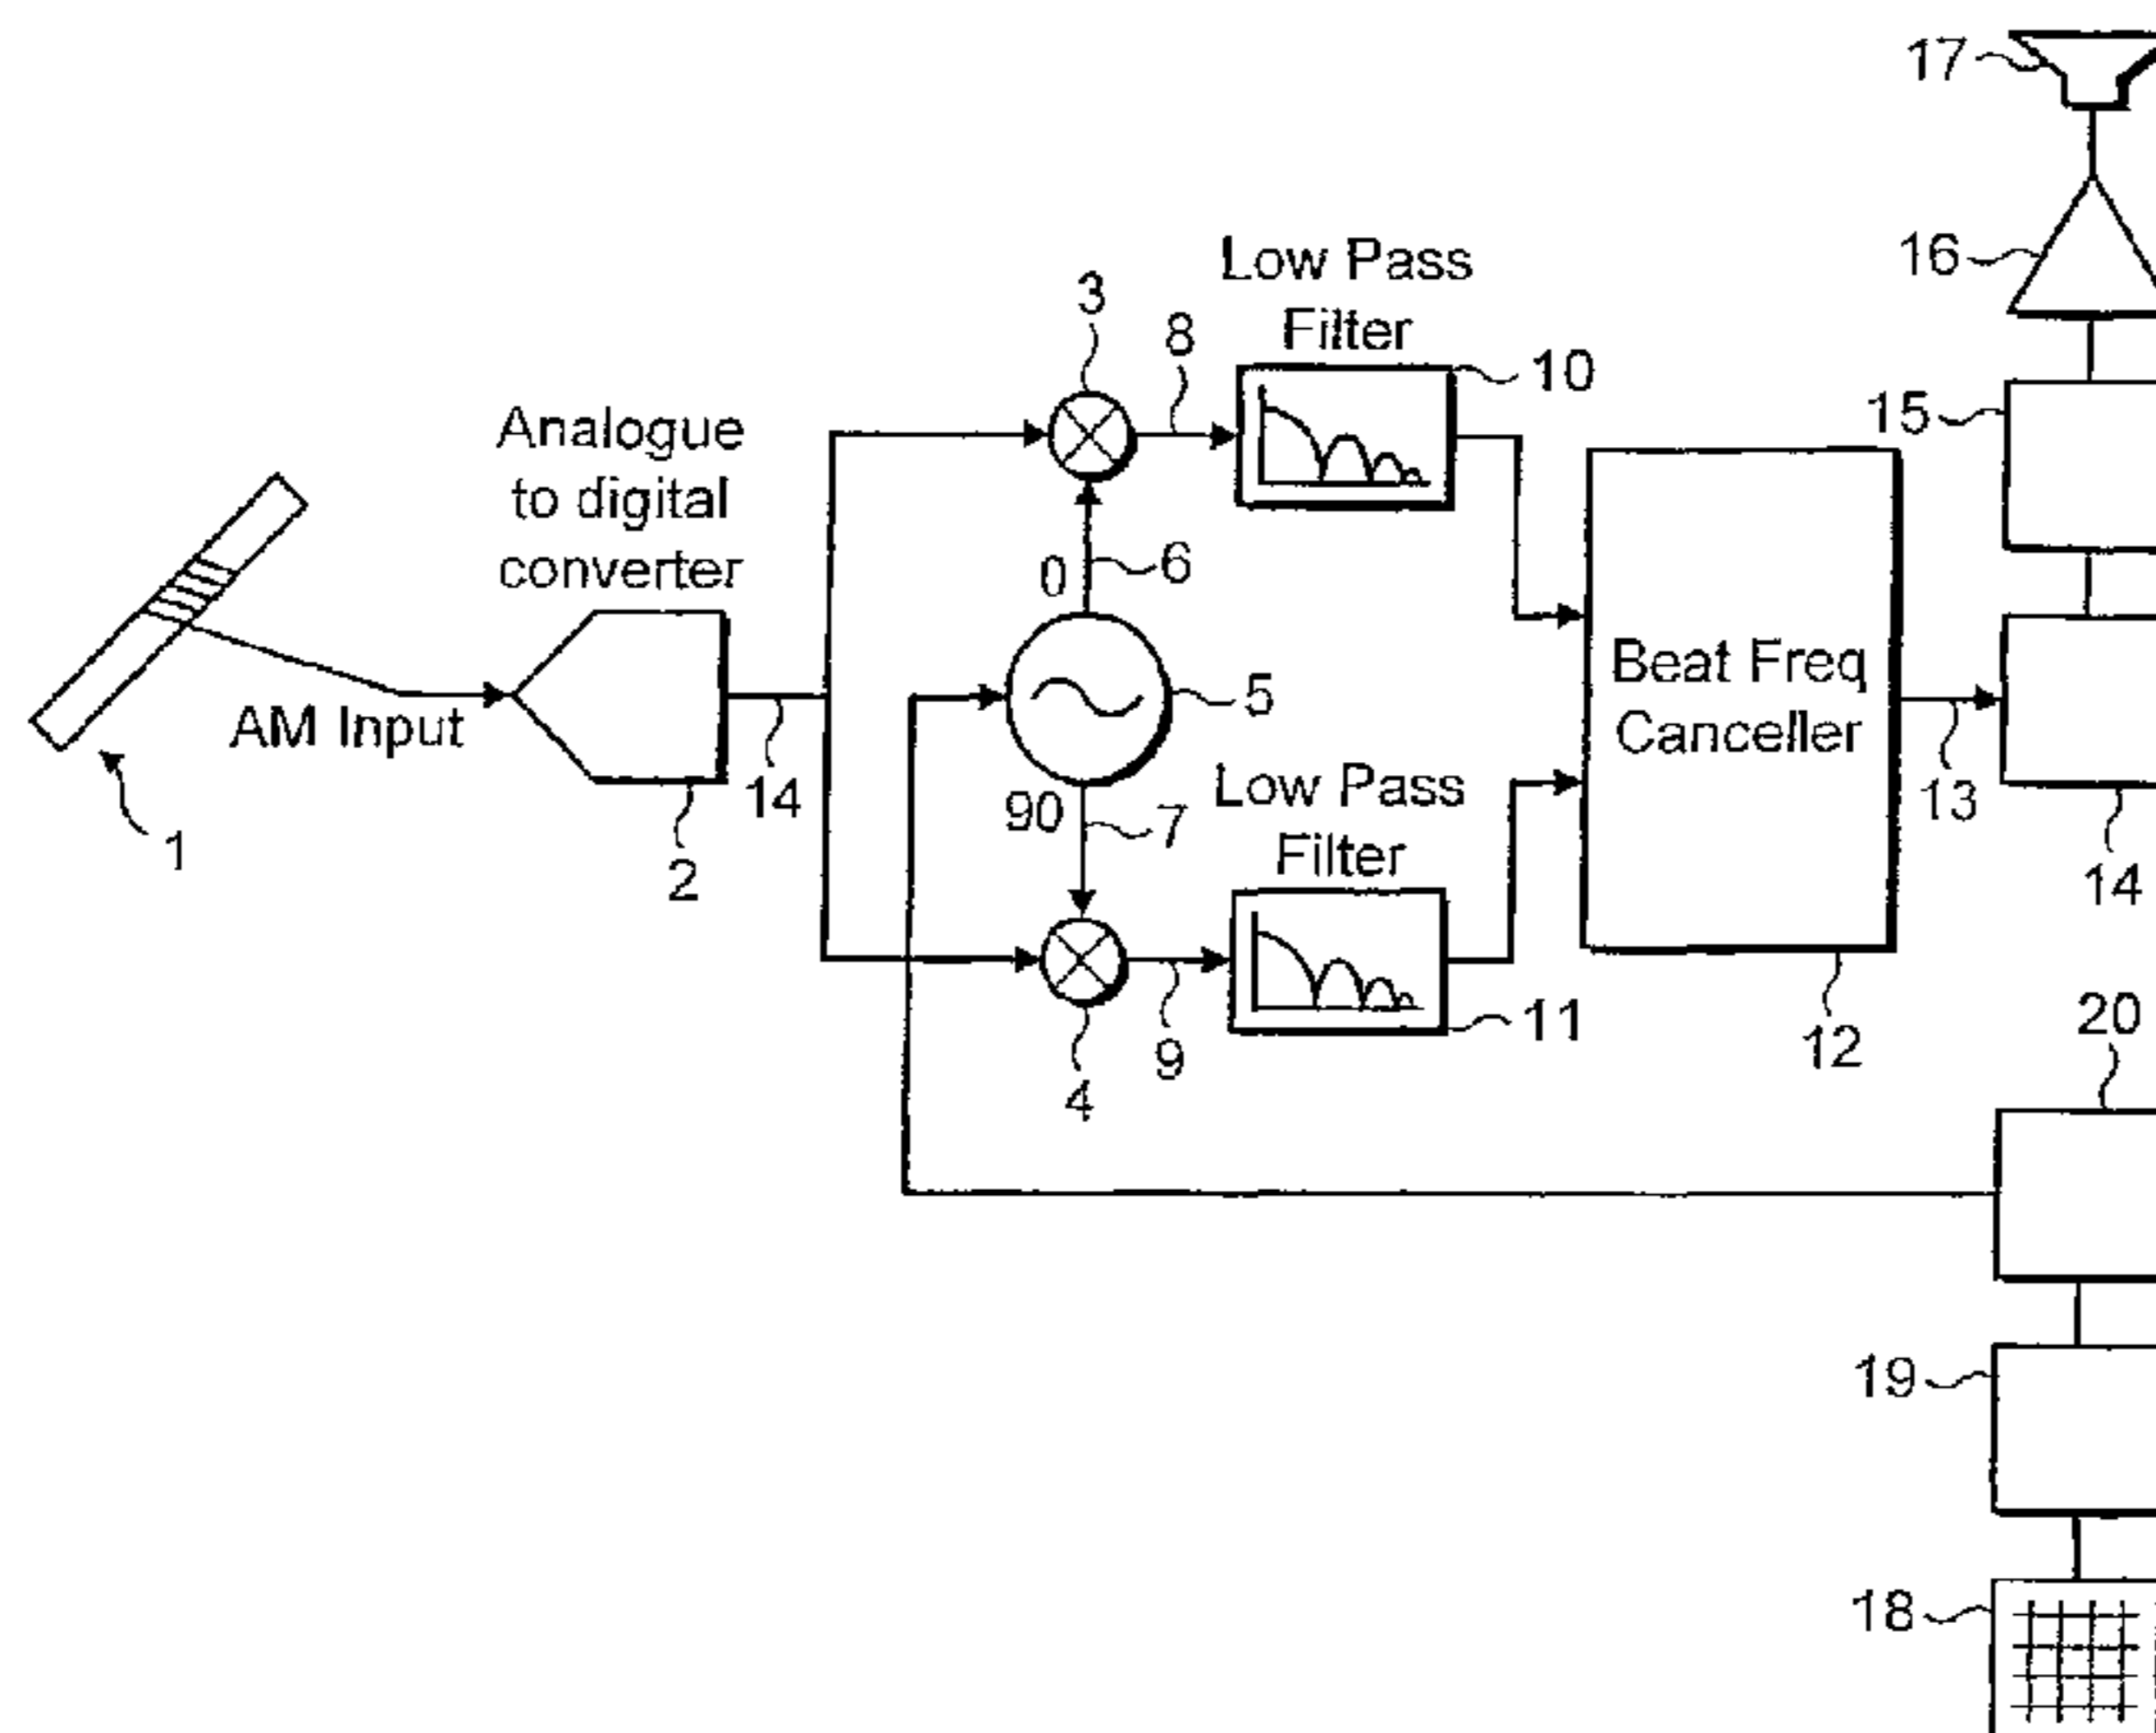 17
16
Low Pass
Filter
3
8
10
15
Analogue
to digital
converter
0
6
Beat Freq
Canceller
5
AM Input
14
90
7
Low Pass
Filter
13
14
1
2
11
12
20
9
4
19
18